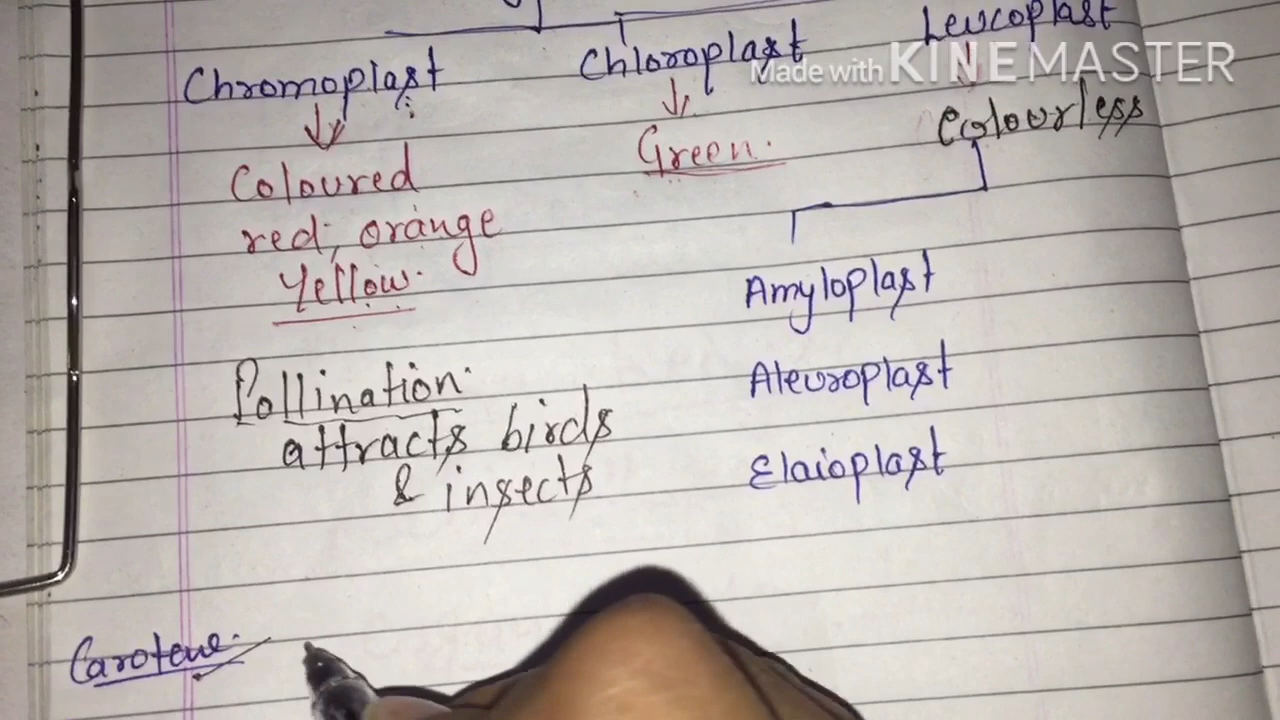 Chromoplast
Chloroplast
Leucoplast
Made with KINEMASTER
Coloured
red, orange
Yellow.
Green.
Colourless
Pollination.
attracts birds
& insects
Amyloplast
Aleuroplast
Elaioplast
Carotene.